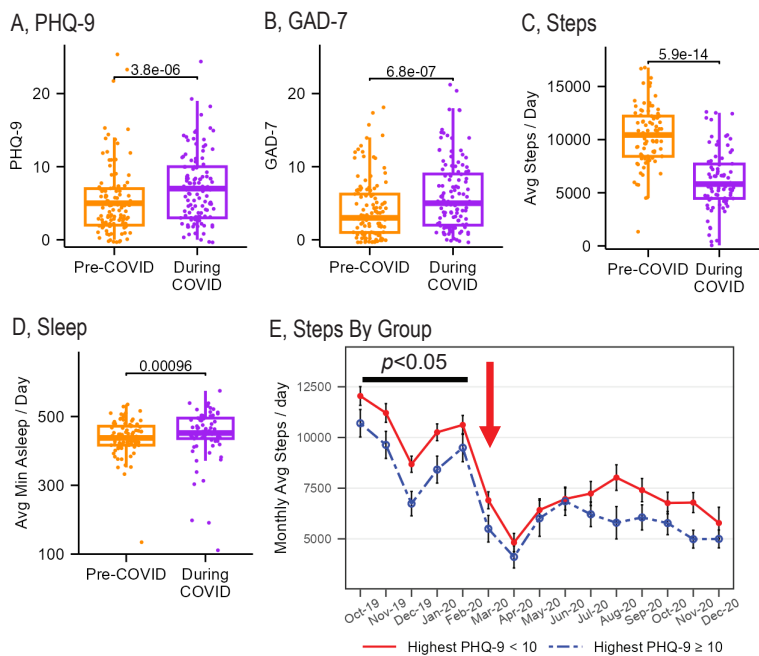 A, PHQ-9
3.8e-06
PHQ-9
20
10
0
Pre-COVID
During
COVID
B, GAD-7
6.8e-07
GAD-7
20
10
0
Pre-COVID
During
COVID
C, Steps
5.9e-14
Avg Steps / Day
15000
10000
5000
0
Pre-COVID
During
COVID
D, Sleep
0.00096
Avg Min Asleep / Day
500
300
100
Pre-COVID
During
COVID
E, Steps By Group
p<0.05
Monthly Avg Steps / day
12500
10000
7500
5000
Oct-19
Nov-19
Dec-19
Jan-20
Feb-20
Mar-20
Apr-20
May-20
Jun-20
Jul-20
Aug-20
Sep-20
Oct-20
Nov-20
Dec-20
Highest PHQ-9 < 10
Highest PHQ-9 ≥ 10